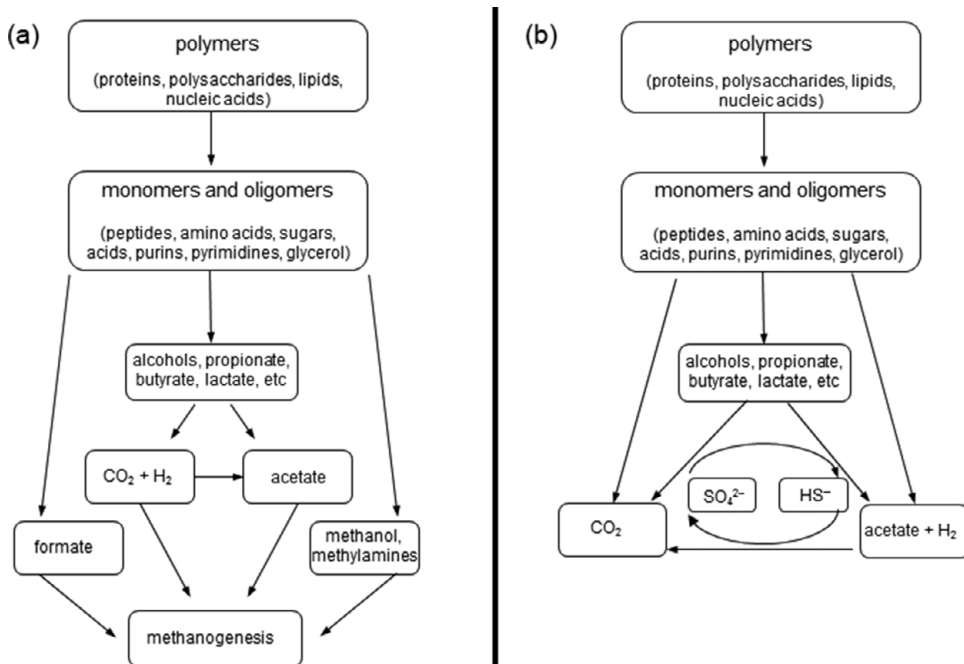 (a)
polymers
(proteins, polysaccharides, lipids,
nucleic acids)
monomers and oligomers
(peptides, amino acids, sugars,
acids, purins, pyrimidines, glycerol)
alcohols, propionate,
butyrate, lactate, etc
CO₂ + H₂
acetate
formate
methanol,
methylamines
methanogenesis
(b)
polymers
(proteins, polysaccharides, lipids,
nucleic acids)
monomers and oligomers
(peptides, amino acids, sugars,
acids, purins, pyrimidines, glycerol)
alcohols, propionate,
butyrate, lactate, etc
SO₄²⁻
HS⁻
CO₂
acetate + H₂